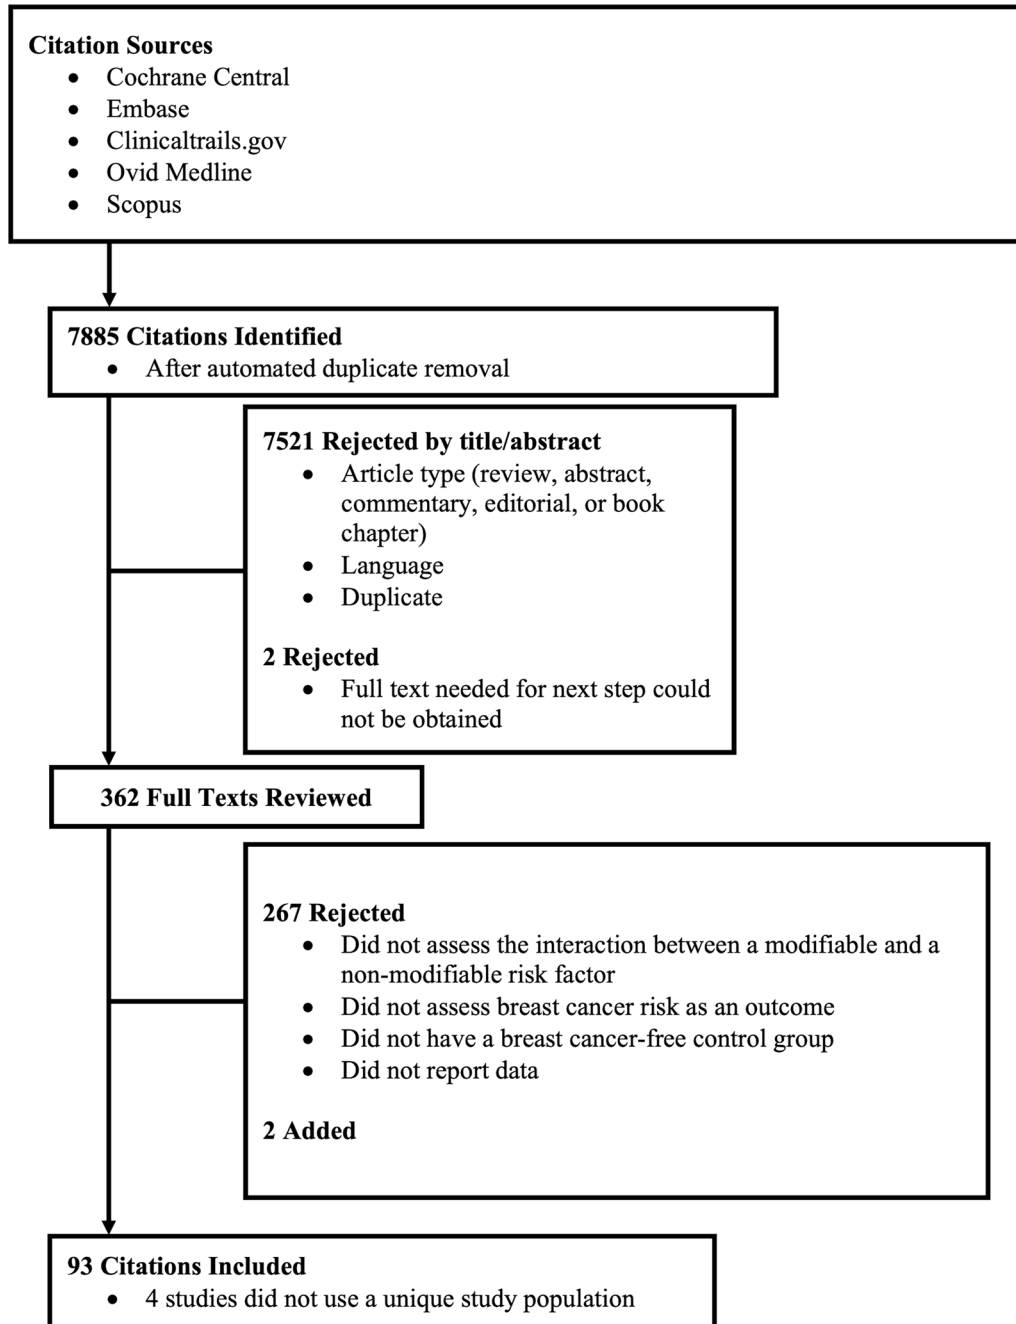 Citation Sources
• Cochrane Central
• Embase
• Clinicaltrails.gov
• Ovid Medline
• Scopus
7885 Citations Identified
• After automated duplicate removal
7521 Rejected by title/abstract
• Article type (review, abstract,
commentary, editorial, or book
chapter)
• Language
• Duplicate
2 Rejected
• Full text needed for next step could
not be obtained
362 Full Texts Reviewed
267 Rejected
• Did not assess the interaction between a modifiable and a
non-modifiable risk factor
• Did not assess breast cancer risk as an outcome
• Did not have a breast cancer-free control group
• Did not report data
2 Added
93 Citations Included
• 4 studies did not use a unique study population